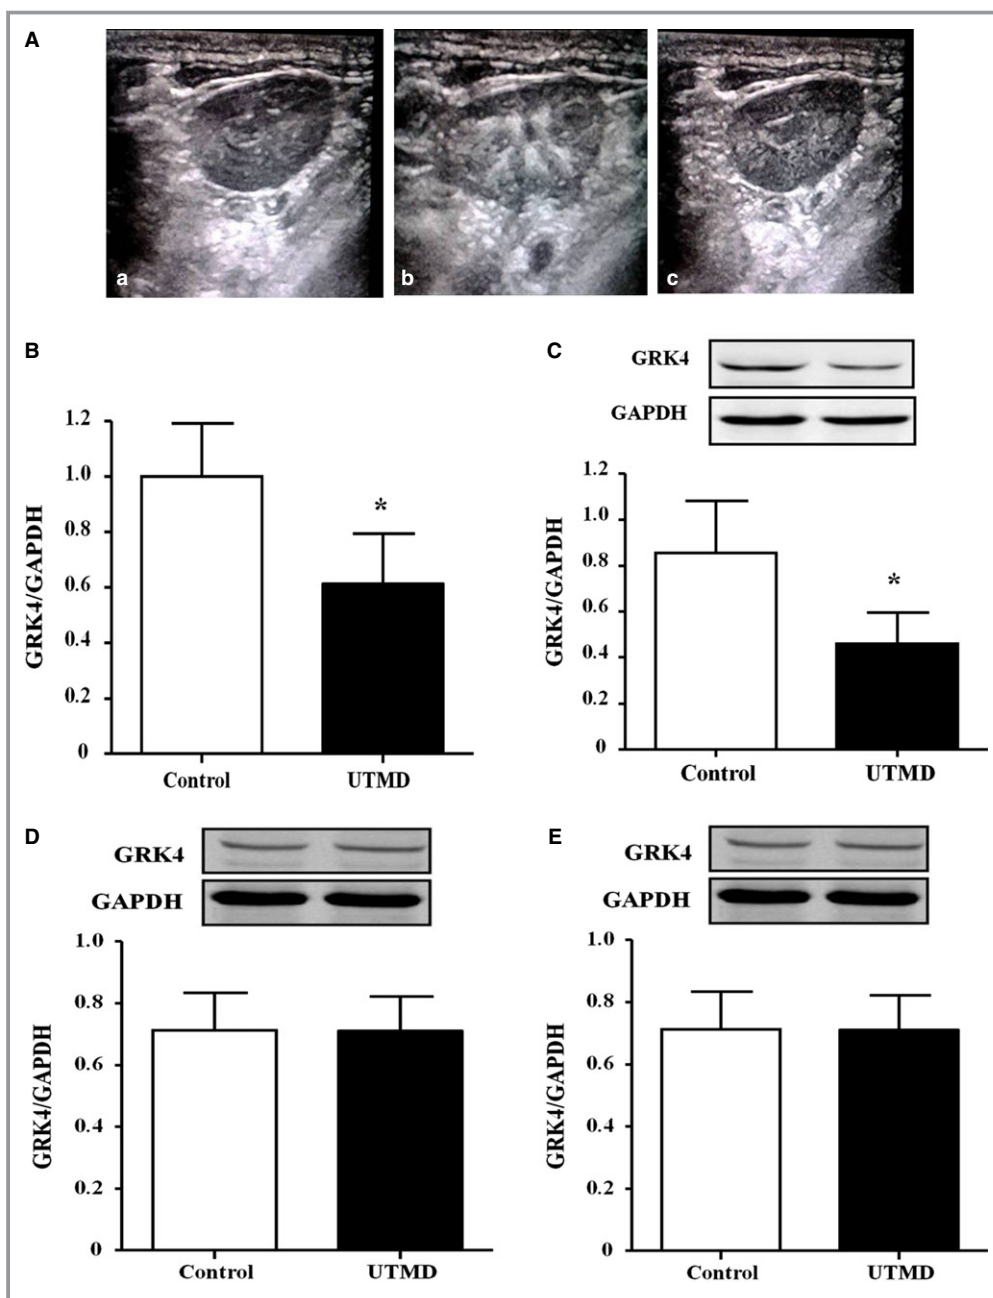 A
a
b
c
B
GRK4/GAPDH
1.2
1.0
0.8
0.6
0.4
0.2
0
*
Control
UTMD
C
GRK4
GAPDH
GRK4/GAPDH
1.2
1.0
0.8
0.6
0.4
0.2
0
*
Control
UTMD
D
GRK4
GAPDH
GRK4/GAPDH
1.0
0.8
0.6
0.4
0.2
0
Control
UTMD
E
GRK4
GAPDH
GRK4/GAPDH
1.0
0.8
0.6
0.4
0.2
0
Control
UTMD